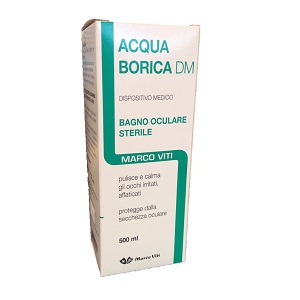 ACQUA
BORICA DM
DISPOSITIVO MEDICO
BAGNO OCULARE
STERILE
MARCO VITI
pulisce e calma
gli occhi irritati,
affaticati
protegge dalla
secchezza oculare
500 ml
Marco Viti